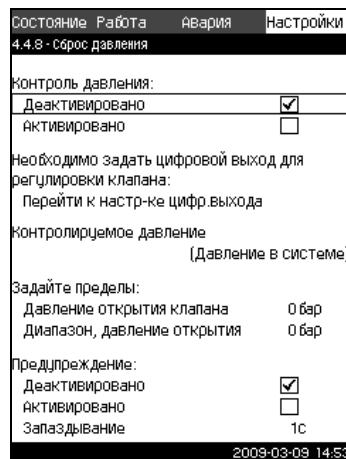 Состояние Работа Авария Настройки
4.4.8 - Сброс давления
Контроль давления:
Деактивировано
Активировано
Необходимо задать цифровой выход для
регулировки клапана:
Перейти к настр-ке цифр.выхода
Контролируемое давление
(Давление в системе)
Задайте пределы:
Давление открытия клапана 0 бар
Диапазон, давление открытия 0 бар
Предупреждение:
Деактивировано
Активировано
Запаздывание 1с
2009-03-09 14:53